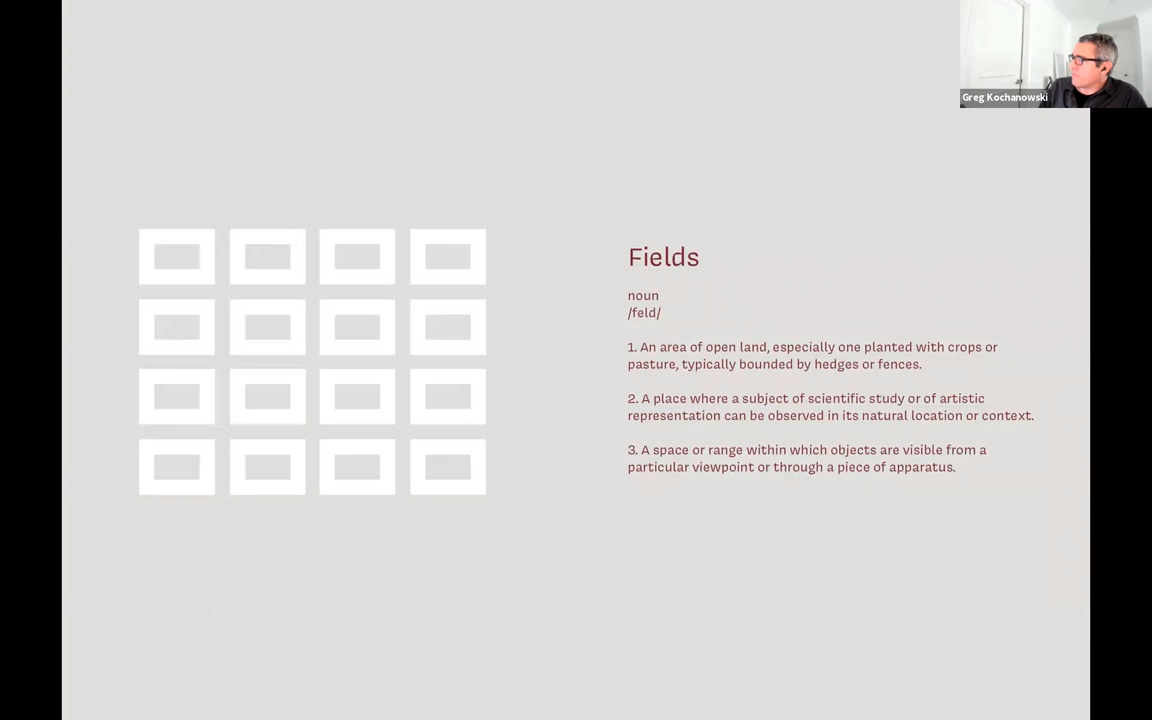 Greg Kochanowski
Fields
noun
/feld/
1. An area of open land, especially one planted with crops or
pasture, typically bounded by hedges or fences.
2. A place where a subject of scientific study or of artistic
representation can be observed in its natural location or context.
3. A space or range within which objects are visible from a
particular viewpoint or through a piece of apparatus.